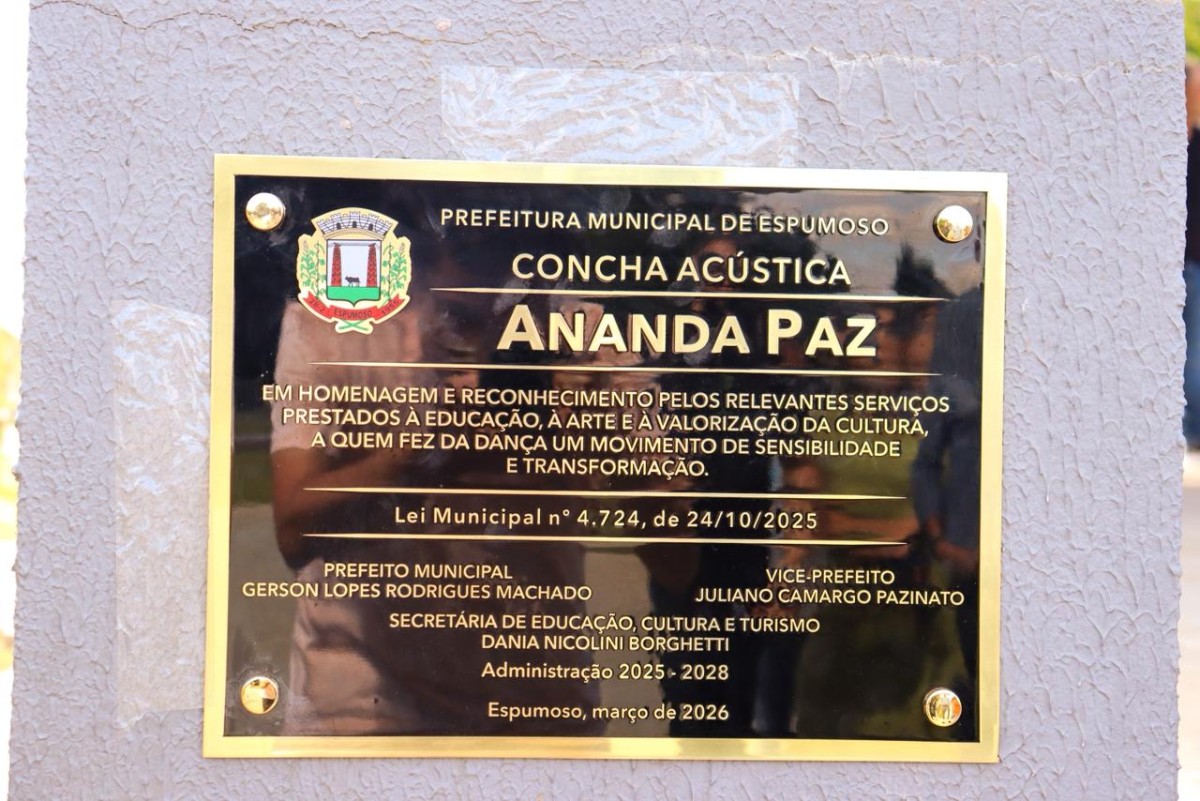 PREFEITURA MUNICIPAL DE ESPUMOSO
CONCHA ACÚSTICA
ANANDA PAZ
ESPUMOSO
EM HOMENAGEM E RECONHECIMENTO PELOS RELEVANTES SERVIÇOS
PRESTADOS À EDUCAÇÃO, À ARTE E À VALORIZAÇÃO DA CULTURA,
A QUEM FEZ DA DANÇA UM MOVIMENTO DE SENSIBILIDADE
E TRANSFORMAÇÃO.
Lei Municipal n° 4.724, de 24/10/2025
PREFEITO MUNICIPAL
GERSON LOPES RODRIGUES MACHADO
VICE-PREFEITO
JULIANO CAMARGO PAZINATO
SECRETÁRIA DE EDUCAÇÃO, CULTURA E TURISMO
DANIA NICOLINI BORGHETTI
Administração 2025 - 2028
Espumoso, março de 2026